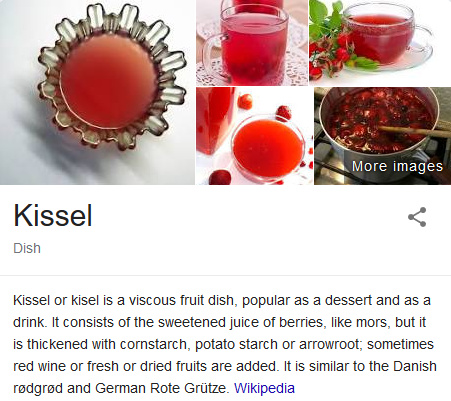 More images
Kissel
Dish
Kissel or kisel is a viscous fruit dish, popular as a dessert and as a
drink. It consists of the sweetened juice of berries, like mors, but it
is thickened with cornstarch, potato starch or arrowroot; sometimes
red wine or fresh or dried fruits are added. It is similar to the Danish
rødgrød and German Rote Grütze. Wikipedia